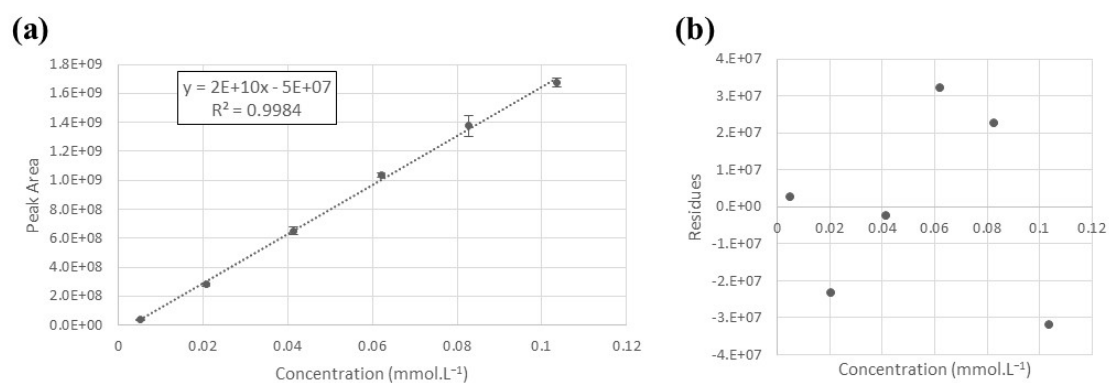 (a)
1.8E+09
1.6E+09
1.4E+09
1.2E+09
1.0E+09
8.0E+08
6.0E+08
4.0E+08
2.0E+08
0.0E+00
Peak Area
y = 2E+10x - 5E+07
R² = 0.9984
0 0.02 0.04 0.06 0.08 0.1 0.12
Concentration (mmol.L⁻¹)
(b)
4.E+07
3.E+07
2.E+07
1.E+07
0.E+00
-1.E+07
-2.E+07
-3.E+07
-4.E+07
Residues
0 0.02 0.04 0.06 0.08 0.1 0.12
Concentration (mmol.L⁻¹)